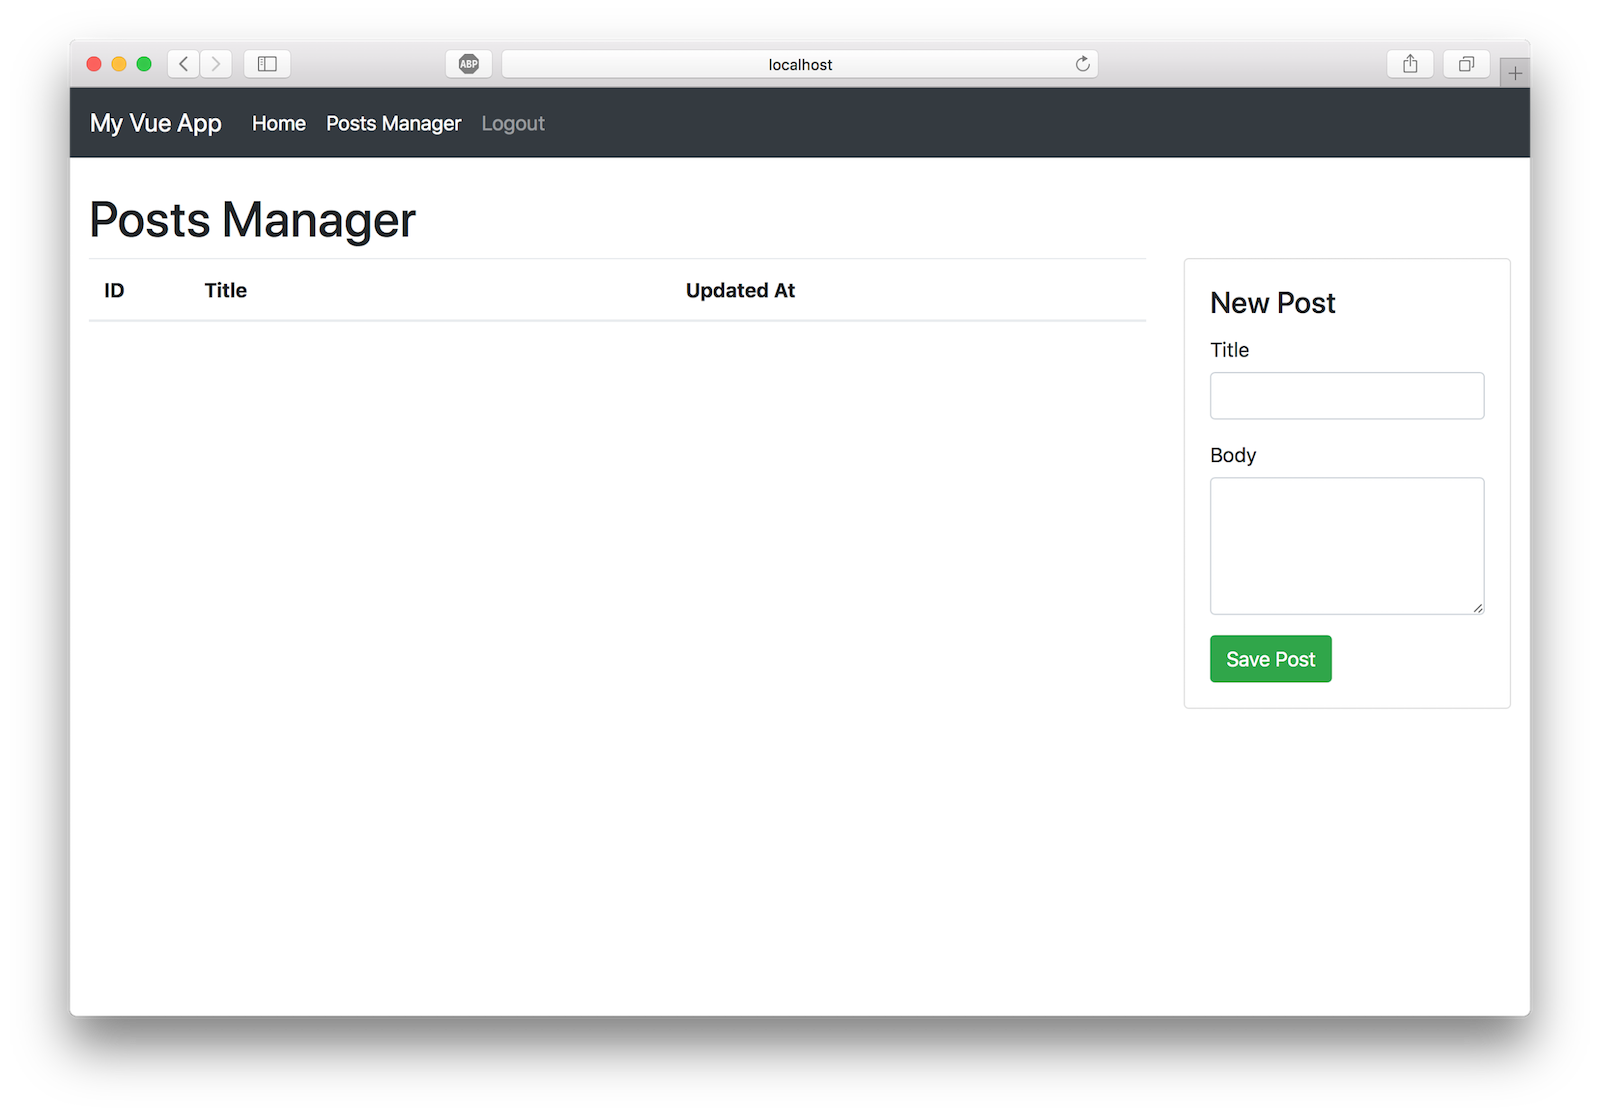 ABP
localhost
My Vue App Home Posts Manager Logout
Posts Manager
ID Title Updated At
New Post
Title
Body
Save Post